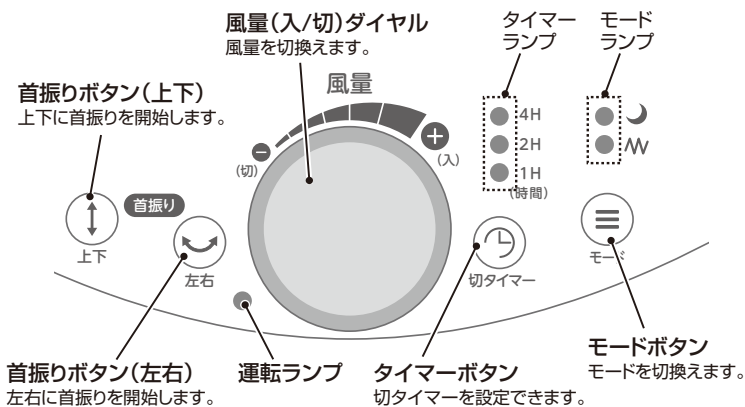 風量(入/切)ダイヤル
風量を切換えます。
タイマー
ランプ
モード
ランプ
首振りボタン(上下)
上下に首振りを開始します。
風量
4H
2H
1H
(時間)
(切)
(入)
首振り
上下
左右
切タイマー
モード
首振りボタン(左右)
左右に首振りを開始します。
運転ランプ
タイマーボタン
切タイマーを設定できます。
モードボタン
モードを切換えます。